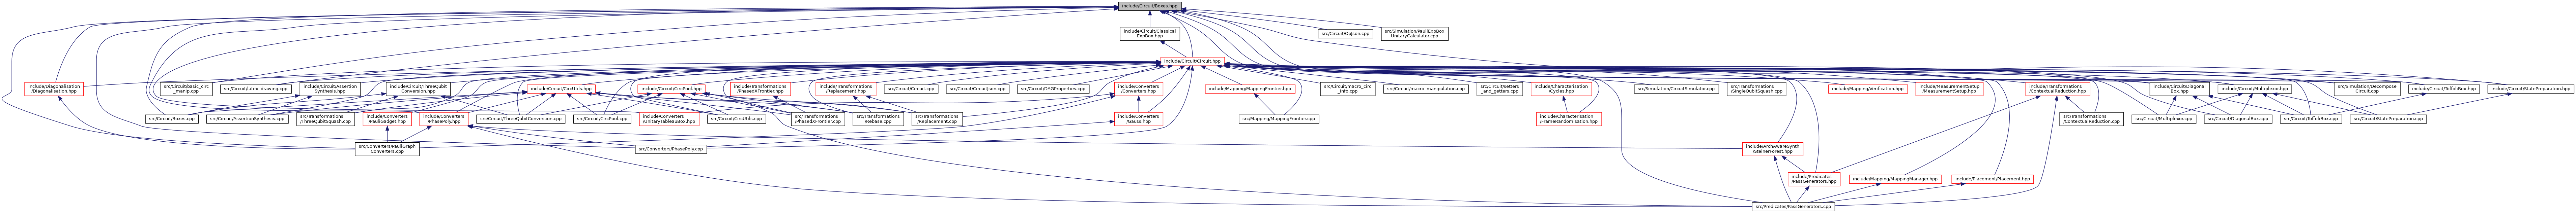 include/Circuit/Boxes.hpp
include/Circuit/Classical
ExpBox.hpp
src/Circuit/OpJson.cpp
src/Simulation/PauliExpBox
UnitaryCalculator.cpp
include/Circuit/Circuit.hpp
include/Diagonalisation
/Diagonalisation.hpp
src/Circuit/basic_circ
_manip.cpp
src/Circuit/latex_drawing.cpp
include/Circuit/Assertion
Synthesis.hpp
include/Circuit/ThreeQubit
Conversion.hpp
include/Circuit/CircUtils.hpp
include/Circuit/CircPool.hpp
include/Transformations
/PhasedXFrontier.hpp
include/Transformations
/Replacement.hpp
src/Circuit/Circuit.cpp
src/Circuit/CircuitJson.cpp
src/Circuit/DAGProperties.cpp
include/Converters
/Converters.hpp
include/Mapping/MappingFrontier.hpp
src/Circuit/macro_circ
_info.cpp
src/Circuit/macro_manipulation.cpp
src/Circuit/setters
_and_getters.cpp
include/Characterisation
/Cycles.hpp
src/Simulation/CircuitSimulator.cpp
src/Transformations
/SingleQubitSquash.cpp
include/Mapping/Verification.hpp
include/MeasurementSetup
/MeasurementSetup.hpp
include/Transformations
/ContextualReduction.hpp
include/Circuit/Diagonal
Box.hpp
include/Circuit/Multiplexor.hpp
src/Simulation/Decompose
Circuit.cpp
include/Circuit/ToffoliBox.hpp
include/Circuit/StatePreparation.hpp
src/Circuit/Boxes.cpp
src/Circuit/AssertionSynthesis.cpp
src/Transformations
/ThreeQubitSquash.cpp
include/Converters
/PauliGadget.hpp
include/Converters
/PhasePoly.hpp
src/Circuit/ThreeQubitConversion.cpp
src/Circuit/CircPool.cpp
include/Converters
/UnitaryTableauBox.hpp
src/Circuit/CircUtils.cpp
src/Transformations
/PhasedXFrontier.cpp
src/Transformations
/Rebase.cpp
src/Transformations
/Replacement.cpp
include/Converters
/Gauss.hpp
src/Mapping/MappingFrontier.cpp
include/Characterisation
/FrameRandomisation.hpp
src/Transformations
/ContextualReduction.cpp
src/Circuit/Multiplexor.cpp
src/Circuit/DiagonalBox.cpp
src/Circuit/ToffoliBox.cpp
src/Circuit/StatePreparation.cpp
src/Converters/PauliGraph
Converters.cpp
src/Converters/PhasePoly.cpp
include/ArchAwareSynth
/SteinerForest.hpp
include/Predicates
/PassGenerators.hpp
include/Mapping/MappingManager.hpp
include/Placement/Placement.hpp
src/Predicates/PassGenerators.cpp